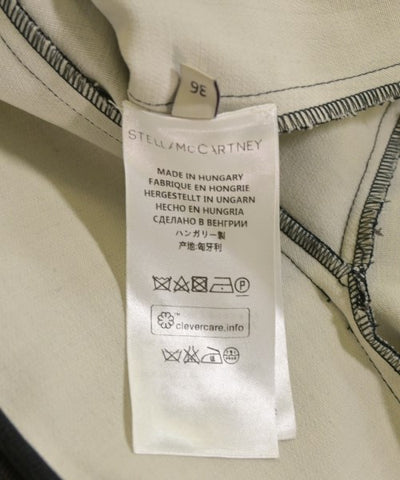 36
STELLA McCARTNEY
MADE IN HUNGARY
FABRIQUE EN HONGRIE
HERGESTELLT IN UNGARN
HECHO EN HUNGRIA
СДЕЛАНО В ВЕНГРИИ
ハンガリー製
产地:匈牙利
P
clevercare.info